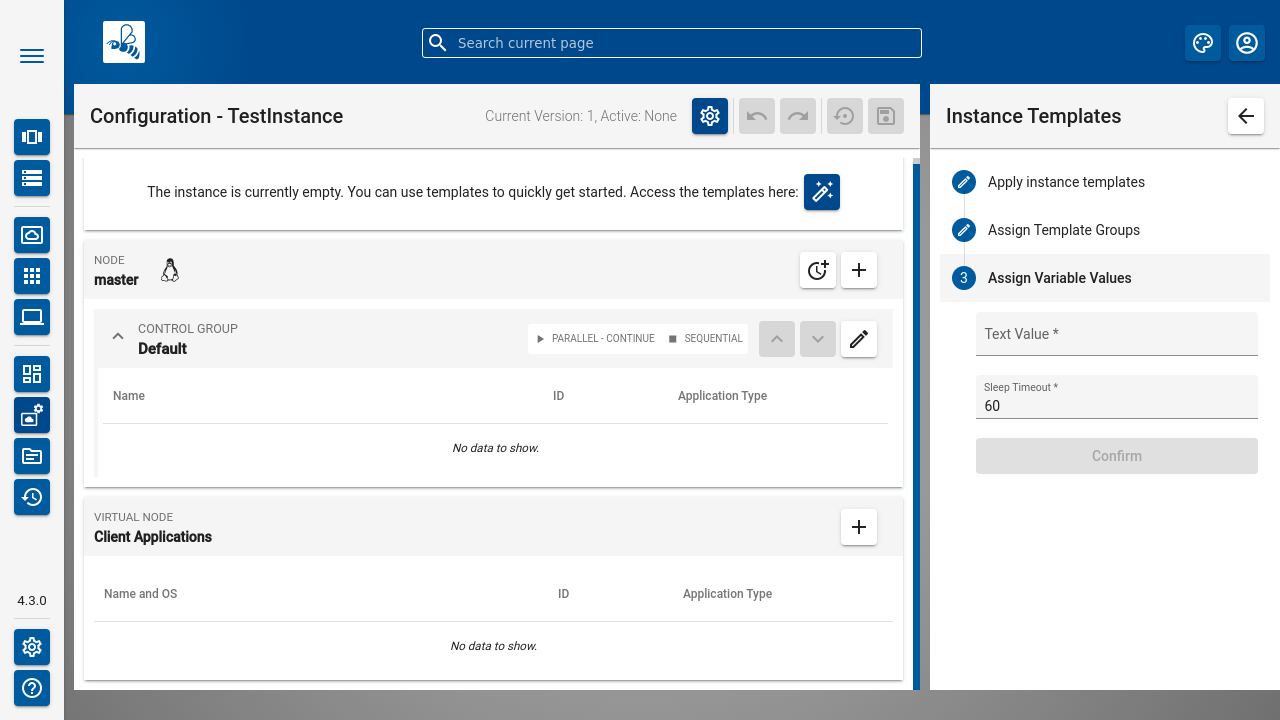 Search current page
Configuration - TestInstance
Current Version: 1, Active: None
Instance Templates
The instance is currently empty. You can use templates to quickly get started. Access the templates here:
NODE
master
CONTROL GROUP
Default
PARALLEL - CONTINUE
SEQUENTIAL
Name
ID
Application Type
No data to show.
VIRTUAL NODE
Client Applications
Name and OS
ID
Application Type
No data to show.
Apply instance templates
Assign Template Groups
3
Assign Variable Values
Text Value *
Sleep Timeout *
60
Confirm
4.3.0